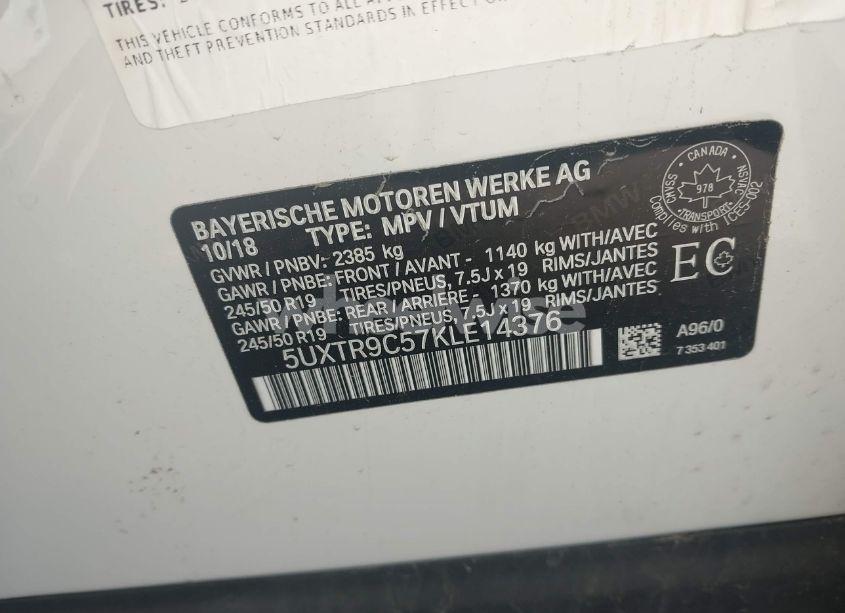 TIRES:
THIS VEHICLE CONFORMS TO ALL
AND THEFT PREVENTION STANDARDS IN EFFECT
BAYERISCHE MOTOREN WERKE AG
10/18 TYPE: MPV / VTUM
GVWR / PNBV: 2385 kg
GAWR / PNBE: FRONT / AVANT - 1140 kg WITH/AVEC
245/50 R19 TIRES/PNEUS, 7.5J x 19 RIMS/JANTES
GAWR / PNBE: REAR / ARRIERE - 1370 kg WITH/AVEC
245/50 R19 TIRES/PNEUS, 7.5J x 19 RIMS/JANTES
5UXTR9C57KLE14376
CANADA
CMVSS
NSVAC
978
TRANSPORT
Complies with ICES-002
EC
A96/0
7 353 401